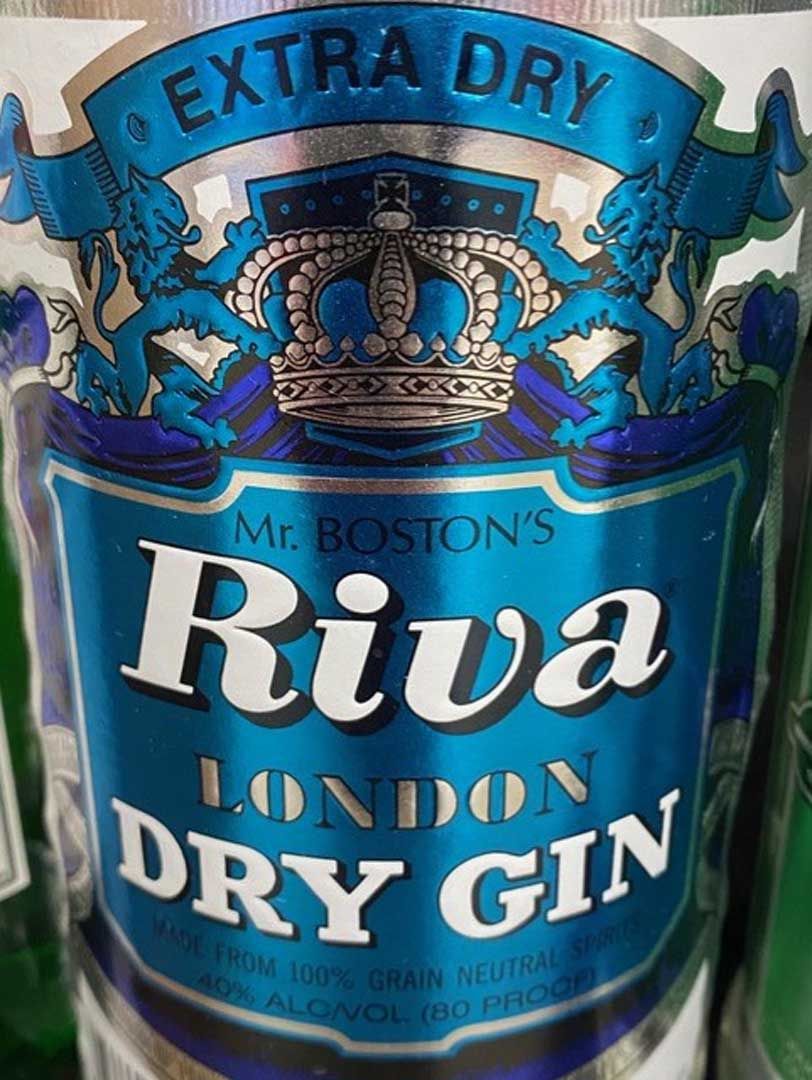 EXTRA DRY
Mr. BOSTON'S
Riva®
LONDON
DRY GIN
MADE FROM 100% GRAIN NEUTRAL SPIRITS
40% ALC/VOL. (80 PROOF)